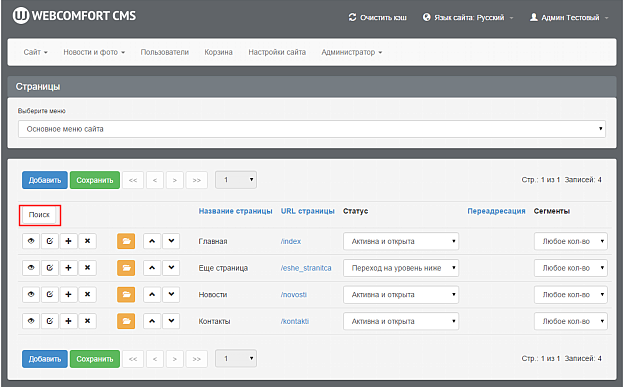 WEBCOMFORT CMS Очистить кэш Язык сайта: Русский Админ Тестовый
Сайт Новости и фото Пользователи Корзина Настройки сайта Администратор
Страницы
Выберите меню
Основное меню сайта
Добавить Сохранить << < > >> 1 Стр.: 1 из 1 Записей: 4
Поиск Название страницы URL страницы Статус Переадресация Сегменты
Главная /index Активна и открыта Любое кол-во
Еще страница /eshe_stranitca Переход на уровень ниже Любое кол-во
Новости /novosti Активна и открыта Любое кол-во
Контакты /kontakti Активна и открыта Любое кол-во
Добавить Сохранить << < > >> 1 Стр.: 1 из 1 Записей: 4